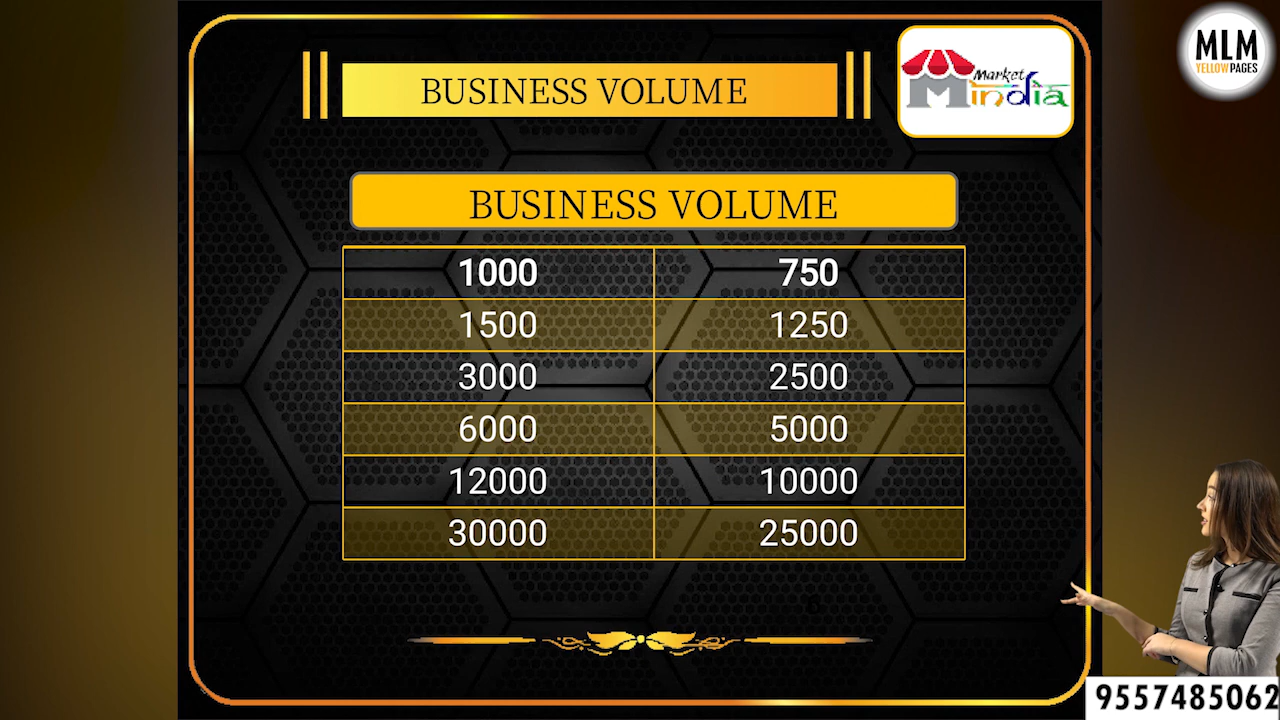 BUSINESS VOLUME
Market
Mindia
MLM
YELLOW PAGES
BUSINESS VOLUME
1000 750
1500 1250
3000 2500
6000 5000
12000 10000
30000 25000
9557485062